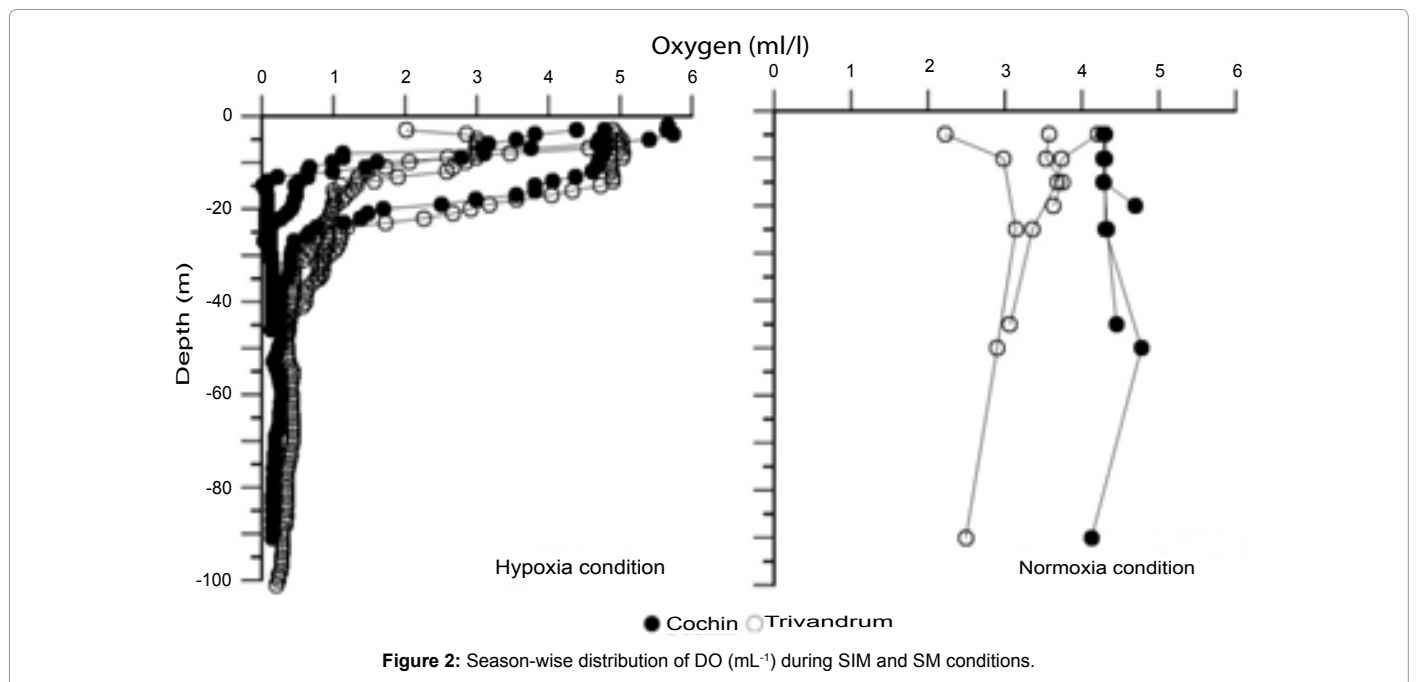 Oxygen (ml/l)
0 1 2 3 4 5 6
0 1 2 3 4 5 6
0
-20
-40
-60
-80
-100
Depth (m)
Hypoxia condition
Normoxia condition
Cochin Trivandrum
Figure 2: Season-wise distribution of DO (mL-1) during SIM and SM conditions.